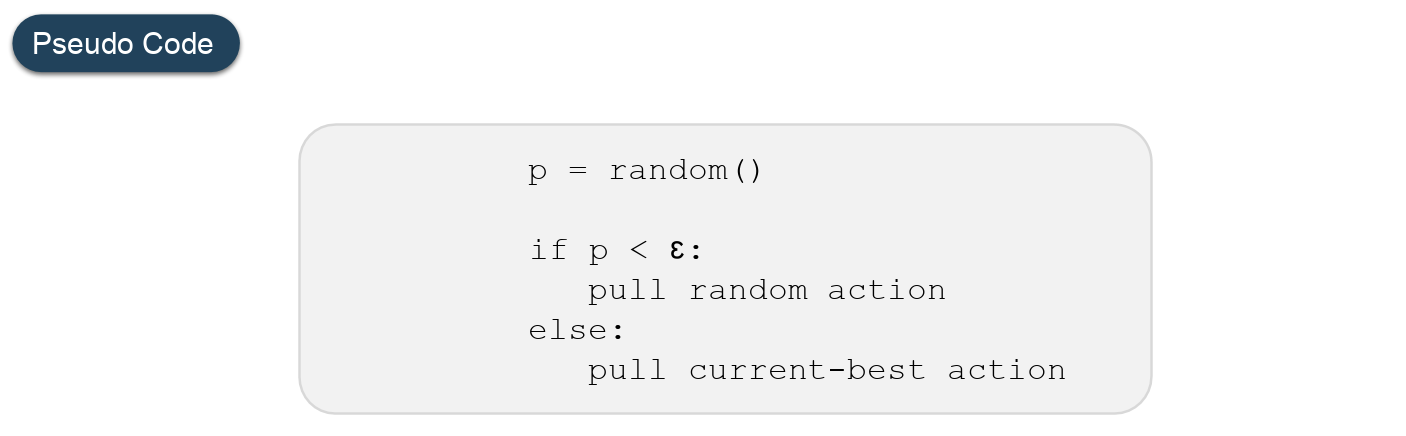 Pseudo Code
p = random()
if p < ε:
pull random action
else:
pull current-best action